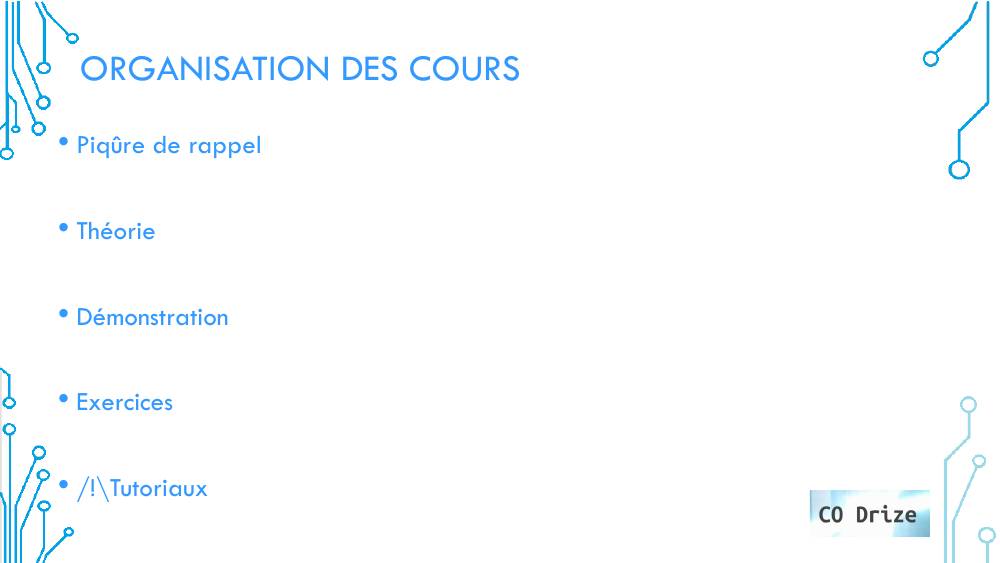 ORGANISATION DES COURS
• Piqûre de rappel
• Théorie
• Démonstration
• Exercices
• /!\Tutoriaux
CO Drize